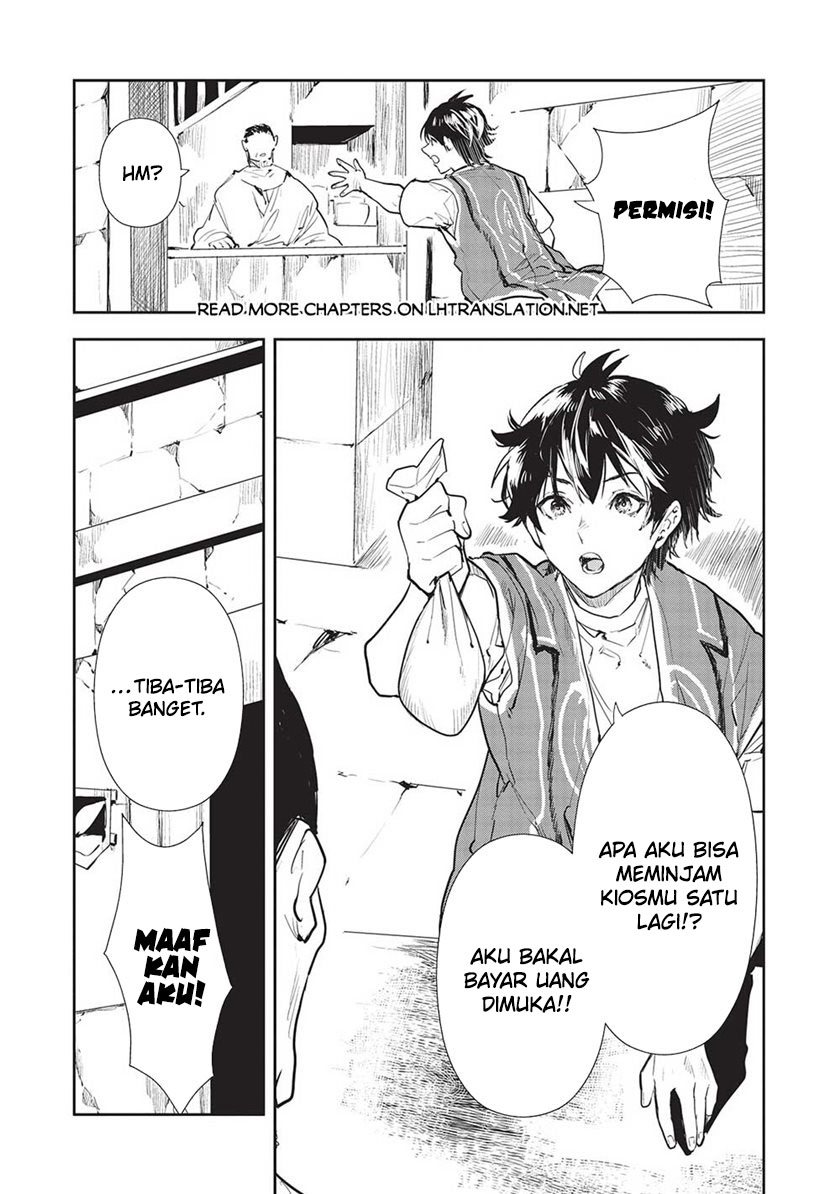 PERMISI!
HM?
READ MORE CHAPTERS ON LHTRANSLATION.NET
APA AKU BISA
MEMINJAM
KIOSMU SATU
LAGI!?
AKU BAKAL
BAYAR UANG
DIMUKA!!
...TIBA-TIBA
BANGET.
MAAF
KAN
AKU!